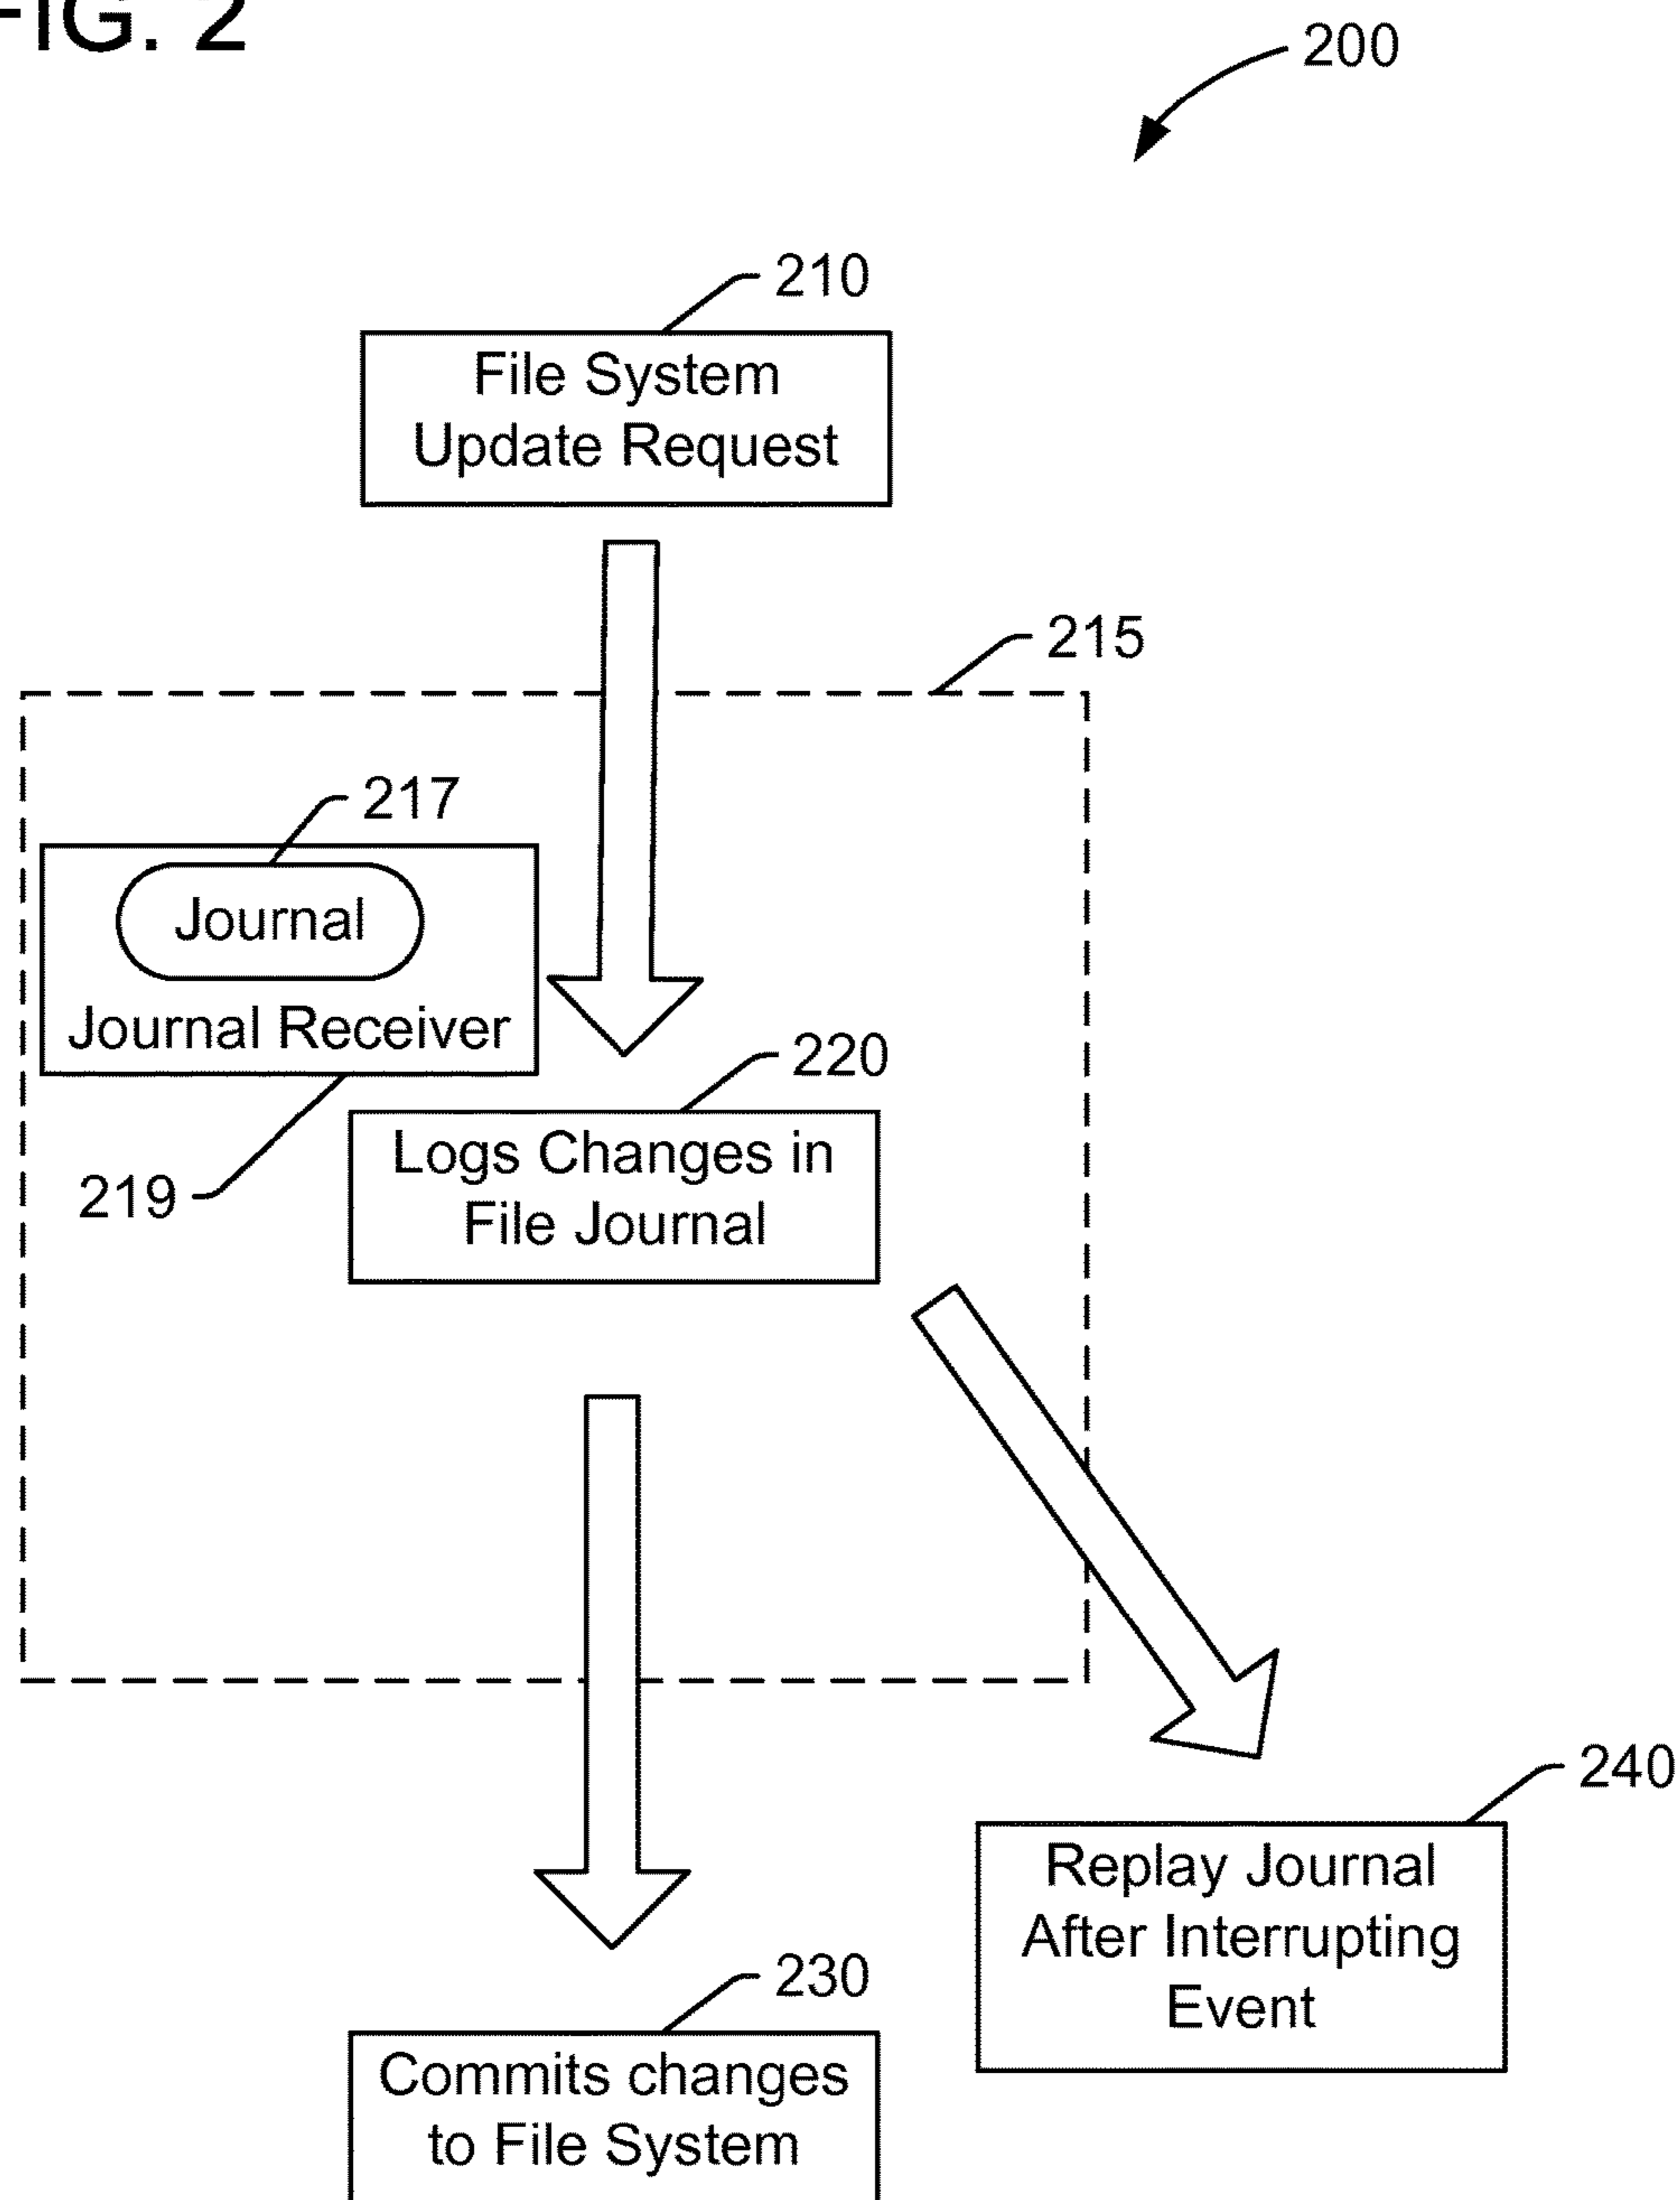 FIG. 2
200
210
File System
Update Request
215
217
Journal
Journal Receiver
220
219
Logs Changes in
File Journal
240
Replay Journal
After Interrupting
Event
230
Commits changes
to File System